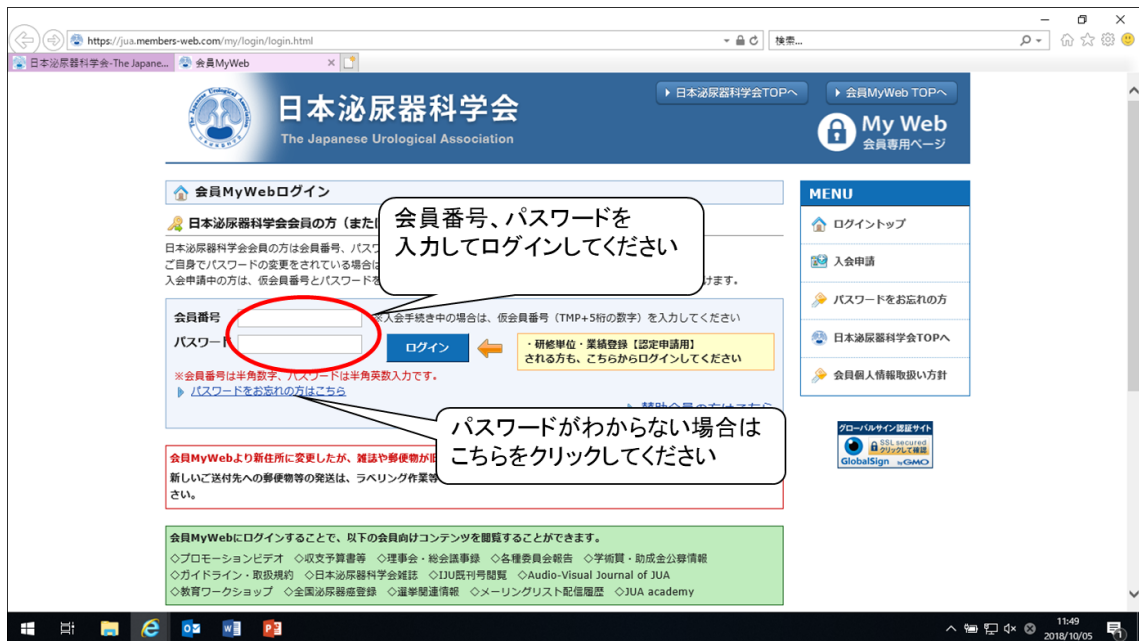 https://jua.members-web.com/my/login/login.html
検索...
日本泌尿器科学会-The Japane...
会員MyWeb
日本泌尿器科学会
The Japanese Urological Association
日本泌尿器科学会TOPへ
会員MyWeb TOPへ
My Web
会員専用ページ
会員MyWebログイン
日本泌尿器科学会会員の方（また
日本泌尿器科学会会員の方は会員番号、パス
ご自身でパスワードの変更をされている場合は
入会申請中の方は、仮会員番号とパスワードを
けます。
会員番号、パスワードを
入力してログインしてください
会員番号
※入会手続き中の場合は、仮会員番号（TMP+5桁の数字）を入力してください
パスワード
ログイン
・研修単位・業績登録【認定申請用】
される方も、こちらからログインしてください
※会員番号は半角数字、パスワードは半角英数入力です。
パスワードをお忘れの方はこちら
パスワードがわからない場合は
こちらをクリックしてください
会員MyWebより新住所に変更したが、雑誌や郵便物が
新しいご送付先への郵便物等の発送は、ラベリング作業等
さい。
会員MyWebにログインすることで、以下の会員向けコンテンツを閲覧することができます。
◇プロモーションビデオ ◇収支予算書等 ◇理事会・総会議事録 ◇各種委員会報告 ◇学術賞・助成金公募情報
◇ガイドライン・取扱規約 ◇日本泌尿器科学会雑誌 ◇IJU既刊号閲覧 ◇Audio-Visual Journal of JUA
◇教育ワークショップ ◇全国泌尿器癌登録 ◇選挙関連情報 ◇メーリングリスト配信履歴 ◇JUA academy
MENU
ログイントップ
入会申請
パスワードをお忘れの方
日本泌尿器科学会TOPへ
会員個人情報取扱い方針
グローバルサイン認証サイト
SSL secured
クリックして確認
GlobalSign by GMO
11:49
2018/10/05